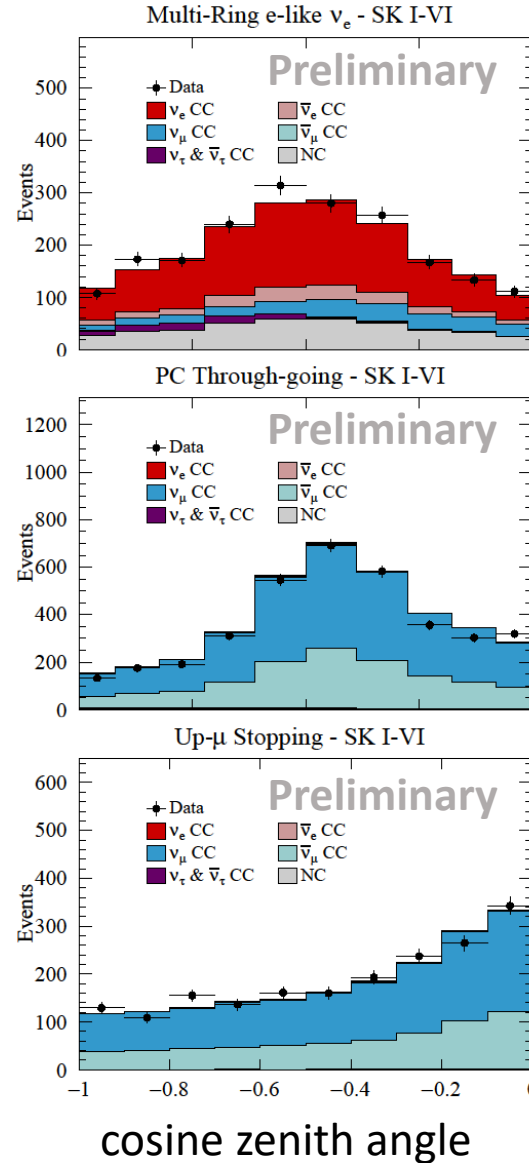 Multi-Ring e-like νe - SK I-VI
Preliminary
500
400
300
200
100
0
Events
Data
νe CC
ν̅e CC
νμ CC
ν̅μ CC
ντ & ν̅τ CC
NC
PC Through-going - SK I-VI
Preliminary
1200
1000
800
600
400
200
0
Events
Data
νe CC
ν̅e CC
νμ CC
ν̅μ CC
ντ & ν̅τ CC
NC
Up-μ Stopping - SK I-VI
Preliminary
600
500
400
300
200
100
0
Events
Data
νe CC
ν̅e CC
νμ CC
ν̅μ CC
ντ & ν̅τ CC
NC
−1 −0.8 −0.6 −0.4 −0.2 0
cosine zenith angle